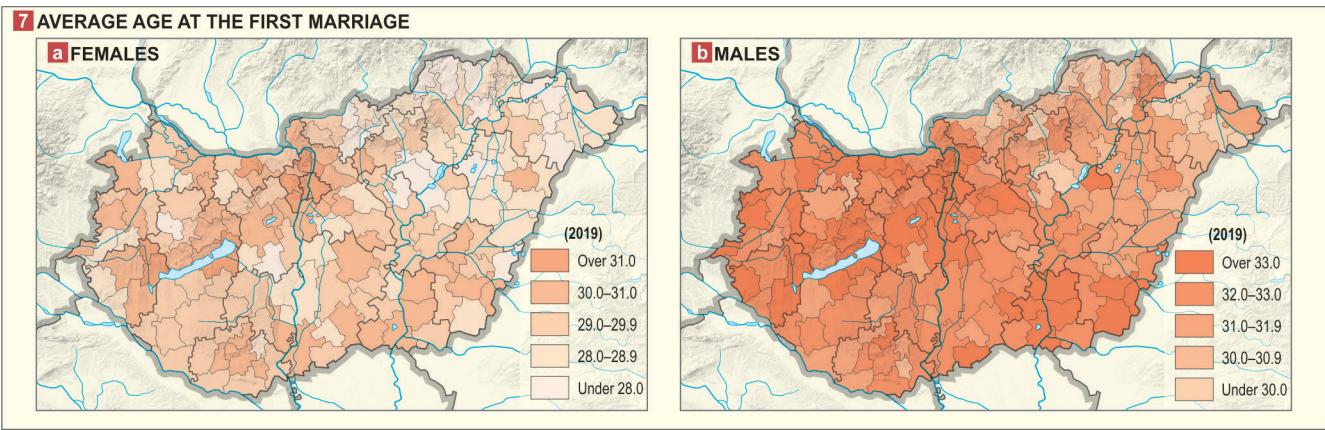 7 AVERAGE AGE AT THE FIRST MARRIAGE
a FEMALES
(2019)
Over 31.0
30.0–31.0
29.0–29.9
28.0–28.9
Under 28.0
b MALES
(2019)
Over 33.0
32.0–33.0
31.0–31.9
30.0–30.9
Under 30.0